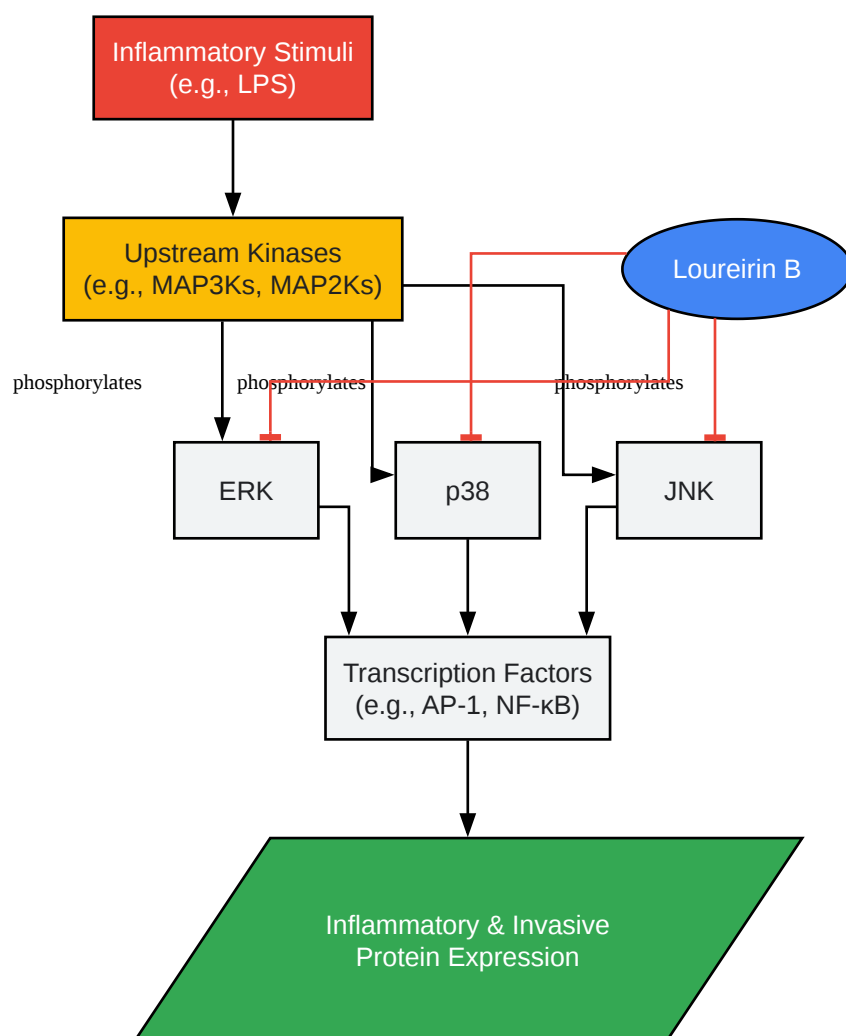 Inflammatory Stimuli
(e.g., LPS)
Upstream Kinases
(e.g., MAP3Ks, MAP2Ks)
Loureirin B
phosphorylates
phosphorylates
phosphorylates
ERK
p38
JNK
Transcription Factors
(e.g., AP-1, NF-κB)
Inflammatory & Invasive
Protein Expression